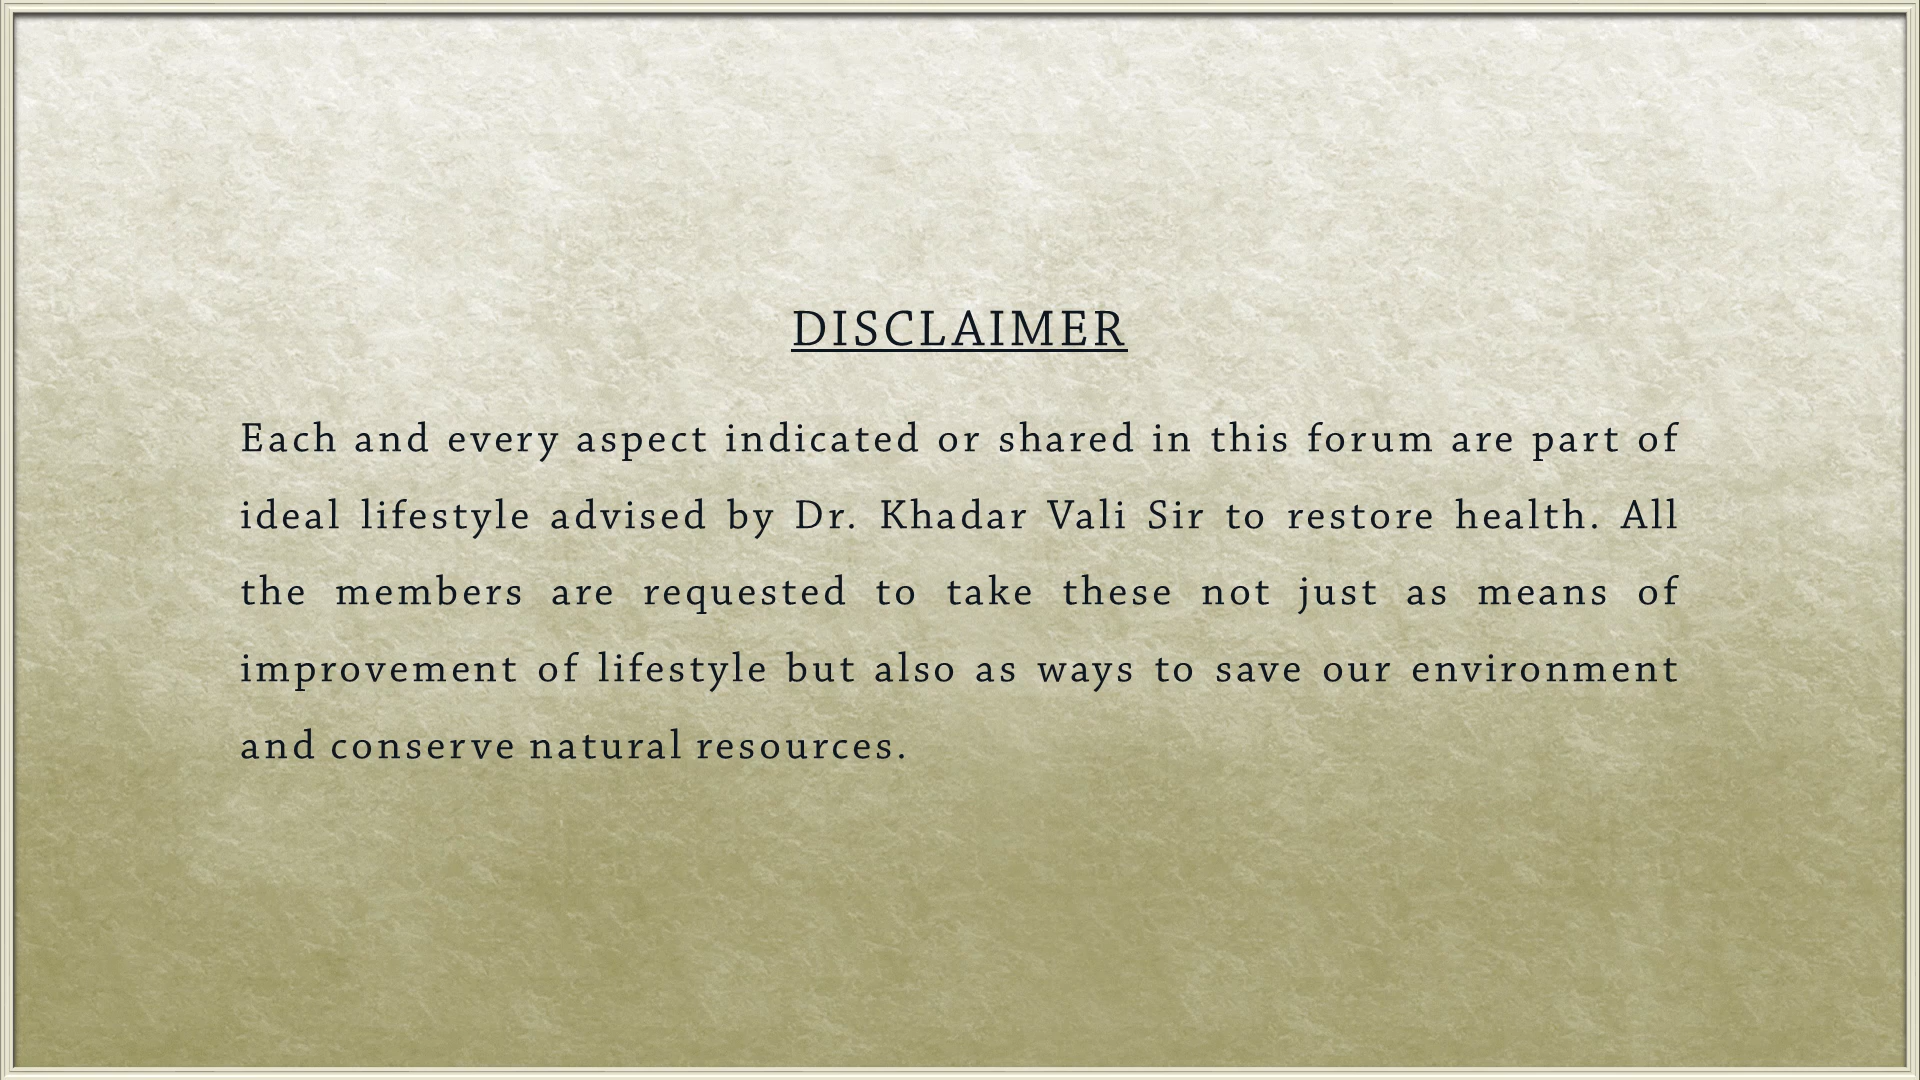 DISCLAIMER
Each and every aspect indicated or shared in this forum are part of
ideal lifestyle advised by Dr. Khadar Vali Sir to restore health. All
the members are requested to take these not just as means of
improvement of lifestyle but also as ways to save our environment
and conserve natural resources.